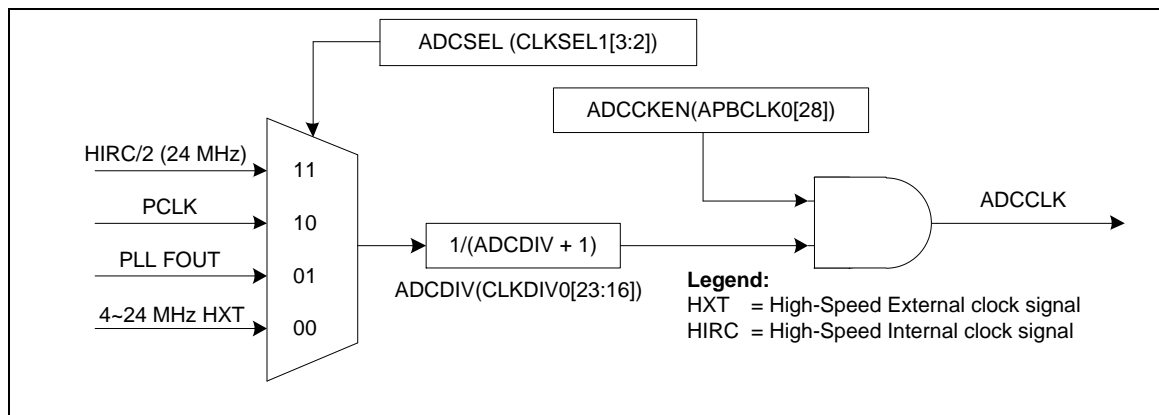 ADCSEL (CLKSEL1[3:2])
ADCCKEN(APBCLK0[28])
HIRC/2 (24 MHz)
11
PCLK
10
PLL FOUT
01
4~24 MHz HXT
00
1/(ADCDIV + 1)
ADCDIV(CLKDIV0[23:16])
ADCCLK
Legend:
HXT = High-Speed External clock signal
HIRC = High-Speed Internal clock signal